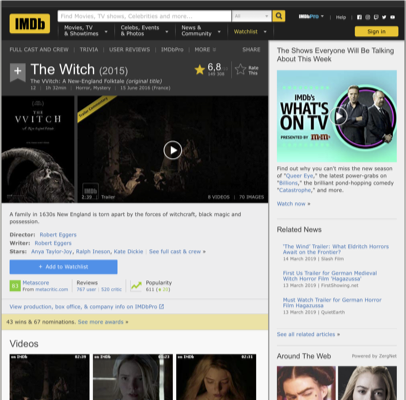 IMDb
Find Movies, TV shows, Celebrities and more...
All
IMDbPro
Help
Movies, TV & Showtimes
Celebs, Events & Photos
News & Community
Watchlist
Sign in
FULL CAST AND CREW | TRIVIA | USER REVIEWS | IMDbPro | MORE
SHARE
The Witch (2015)
The VVitch: A New-England Folktale (original title)
12 | 1h 32min | Horror, Mystery | 15 June 2016 (France)
6,8
Rate This
THE VVITCH
2:30 | Trailer
6 VIDEOS | 70 IMAGES
A family in 1630s New England is torn apart by the forces of witchcraft, black magic and possession.
Director: Robert Eggers
Writer: Robert Eggers
Stars: Anya Taylor-Joy, Ralph Ineson, Kate Dickie | See full cast & crew »
+ Add to Watchlist
83 Metascore
From metacritic.com
Reviews
767 user | 520 critic
Popularity
View production, box office, & company info on IMDbPro
43 wins & 67 nominations. See more awards »
Videos
The Shows Everyone Will Be Talking About This Week
IMDb's
WHAT'S ON TV
PRESENTED BY m&m's
Find out why you can't miss the new season of "Queer Eye," the latest power-grabs on "Billions," the brilliant pond-hopping comedy "Catastrophe," and more.
Watch now »
Related News
'The Wind' Trailer: What Eldritch Horrors Await on the Frontier?
14 March 2019 | Slash Film
First Us Trailer for German Medieval Witch Horror Film 'Hagazussa'
13 March 2019 | FirstShowing.net
Must Watch Trailer for German Horror Film Hagazussa
13 March 2019 | QuietEarth
See all related articles »
Around The Web
Powered by ZergNet